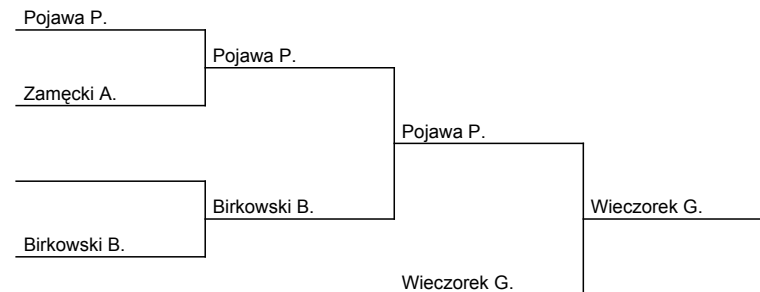 Pojawa P.
Pojawa P.
Zamęcki A.
Pojawa P.
Birkowski B.
Wieczorek G.
Birkowski B.
Wieczorek G.